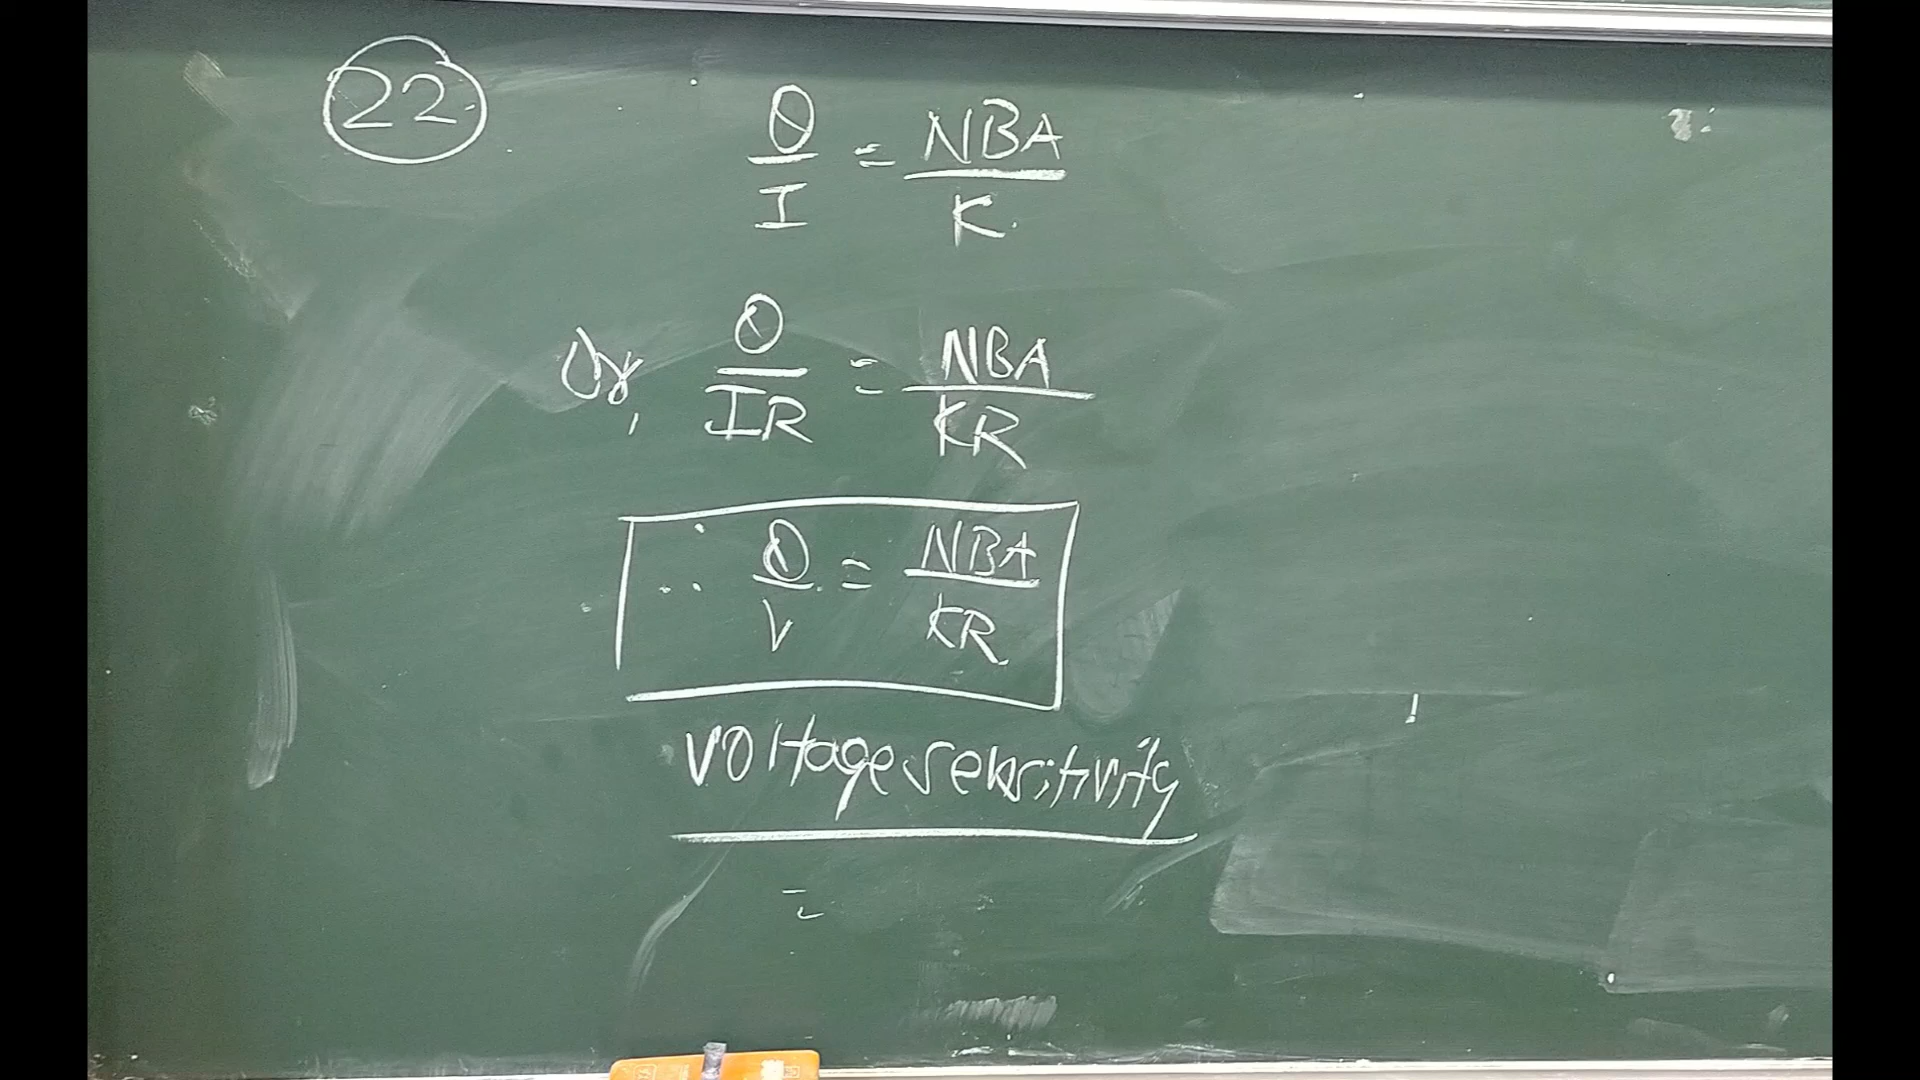 22
θ/I = NBA/K
Or, θ/IR = NBA/KR
∴ θ/V = NBA/KR
voltage sensitivity
=